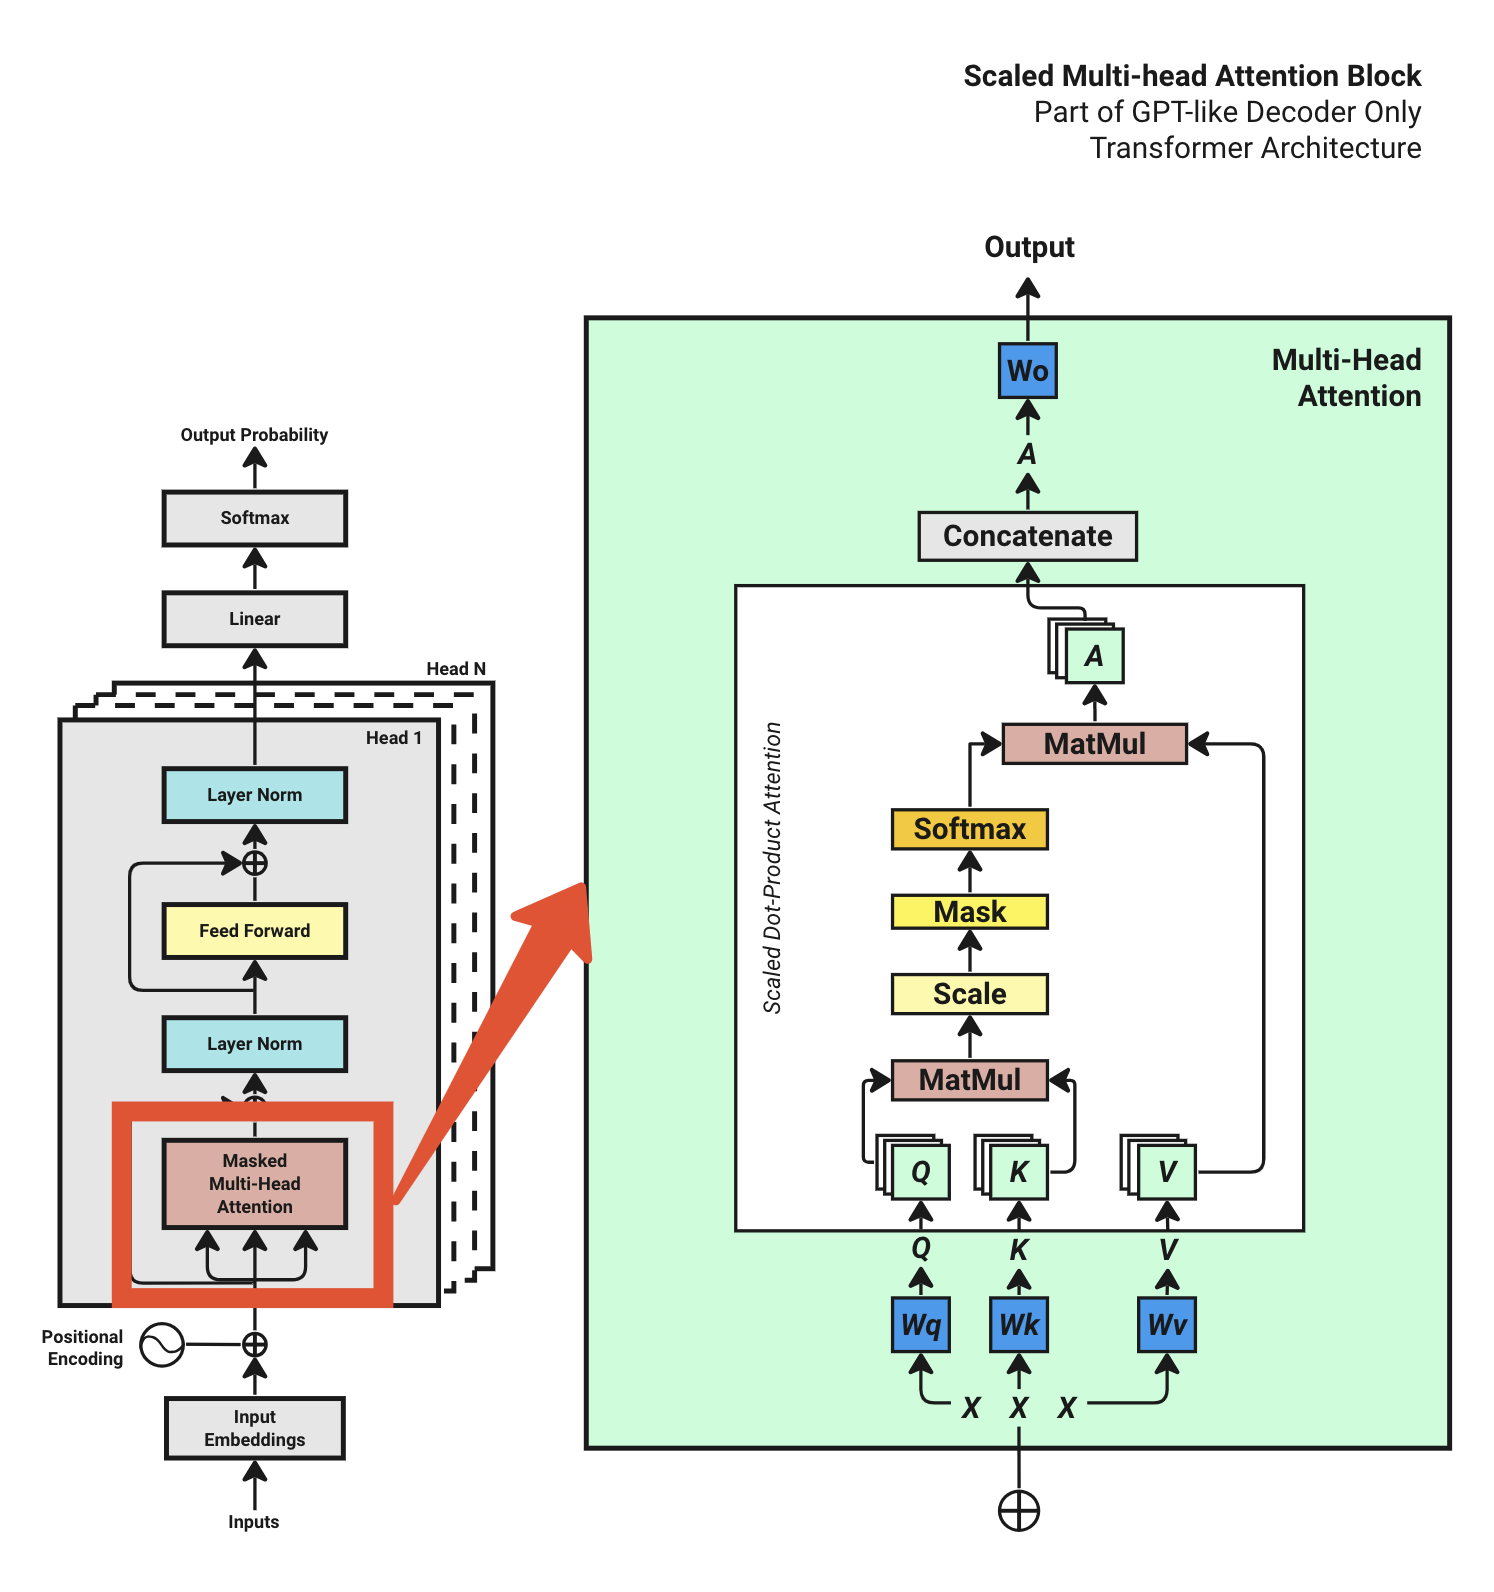 Scaled Multi-head Attention Block
Part of GPT-like Decoder Only
Transformer Architecture
Output Probability
Softmax
Linear
Head N
Head 1
Layer Norm
Feed Forward
Layer Norm
Masked
Multi-Head
Attention
Positional
Encoding
Input
Embeddings
Inputs
Output
Multi-Head
Attention
Wo
A
Concatenate
A
MatMul
Scaled Dot-Product Attention
Softmax
Mask
Scale
MatMul
Q K V
Q K V
Wq Wk Wv
X X X